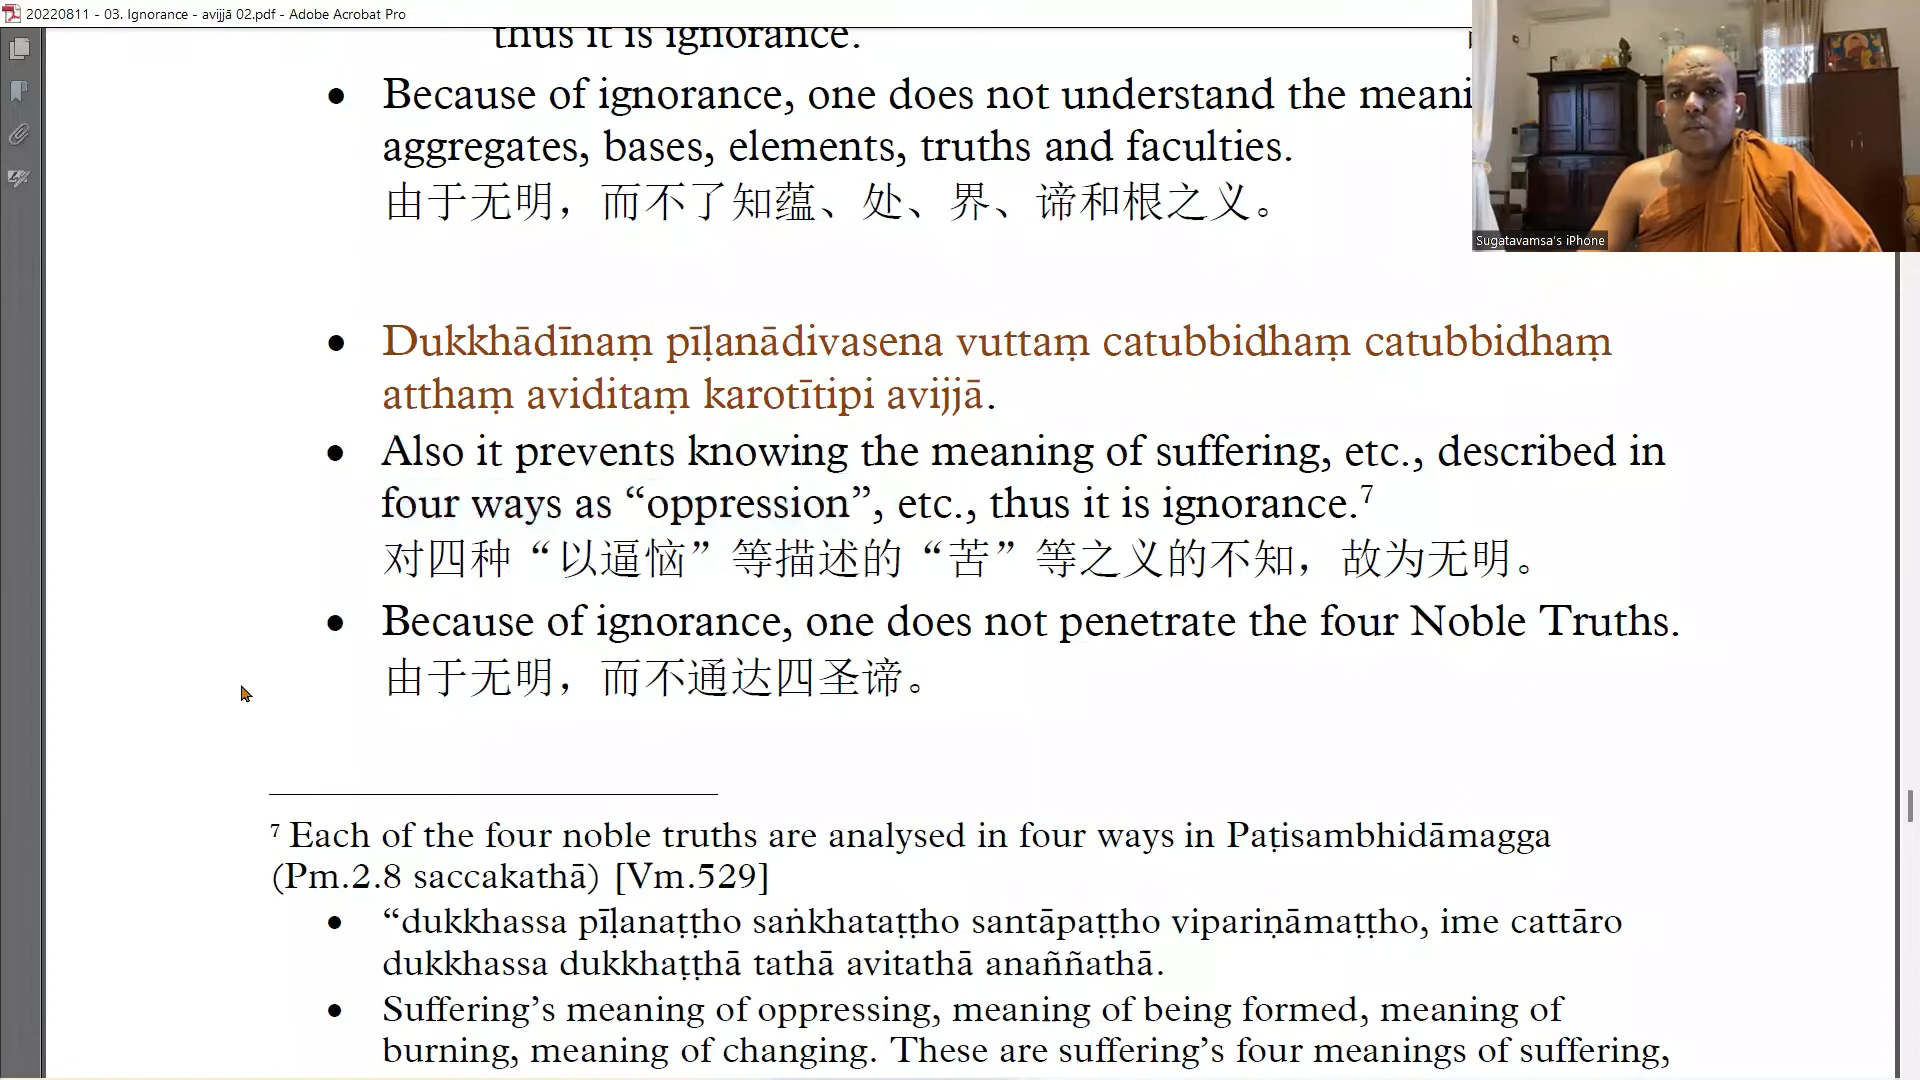 20220811 - 03. Ignorance - avijjā 02.pdf - Adobe Acrobat Pro
thus it is ignorance.
Because of ignorance, one does not understand the
aggregates, bases, elements, truths and faculties.
由于无明，而不了知蕴、处、界、谛和根之义。
Sugatavamsa's iPhone
Dukkhādīnaṃ pīḷanādivasena vuttaṃ catubbidhaṃ catubbidhaṃ
atthaṃ aviditaṃ karotītipi avijjā.
Also it prevents knowing the meaning of suffering, etc., described in
four ways as “oppression”, etc., thus it is ignorance.⁷
对四种“以逼恼”等描述的“苦”等之义的不知，故为无明。
Because of ignorance, one does not penetrate the four Noble Truths.
由于无明，而不通达四圣谛。
⁷ Each of the four noble truths are analysed in four ways in Paṭisambhidāmagga
(Pm.2.8 saccakathā) [Vm.529]
“dukkhassa pīḷanaṭṭho saṅkhataṭṭho santāpaṭṭho vipariṇāmaṭṭho, ime cattāro
dukkhassa dukkhaṭṭhā tathā avitathā anaññathā.
Suffering’s meaning of oppressing, meaning of being formed, meaning of
burning, meaning of changing. These are suffering’s four meanings of suffering,